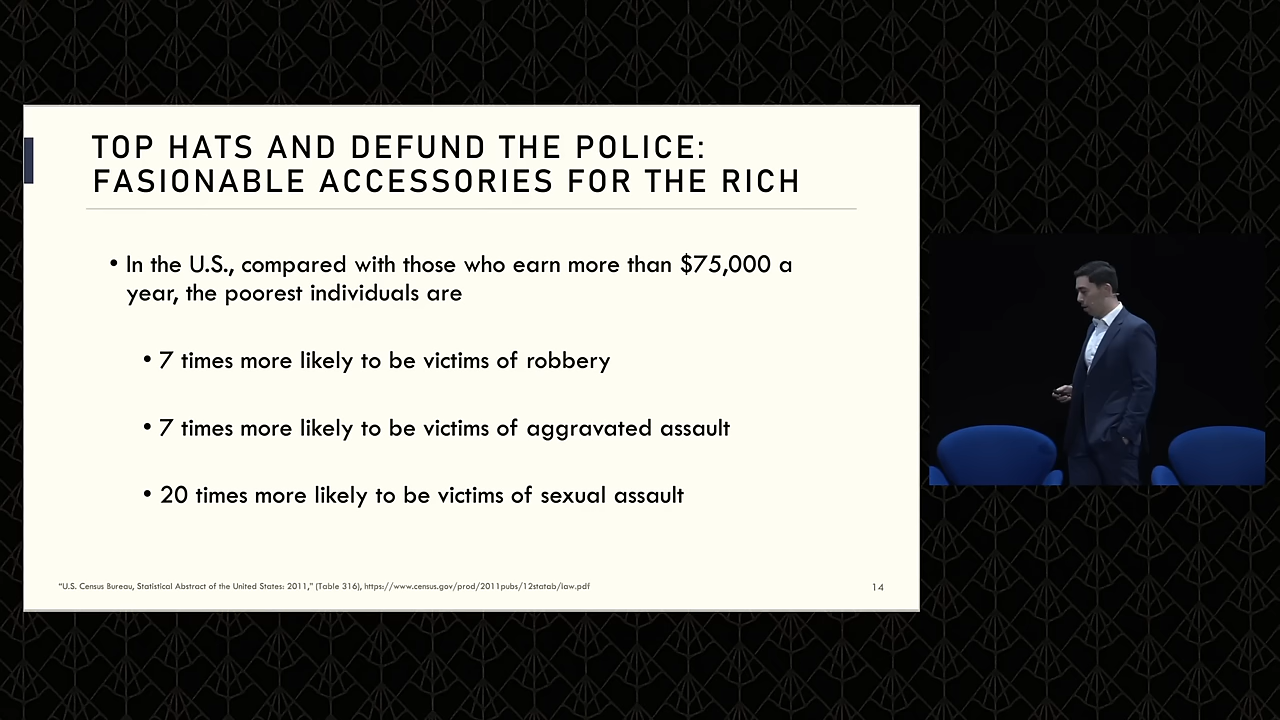 TOP HATS AND DEFUND THE POLICE:
FASIONABLE ACCESSORIES FOR THE RICH
• In the U.S., compared with those who earn more than $75,000 a
year, the poorest individuals are
• 7 times more likely to be victims of robbery
• 7 times more likely to be victims of aggravated assault
• 20 times more likely to be victims of sexual assault
"U.S. Census Bureau, Statistical Abstract of the United States: 2011," (Table 316), https://www.census.gov/prod/2011pubs/12statab/law.pdf
14